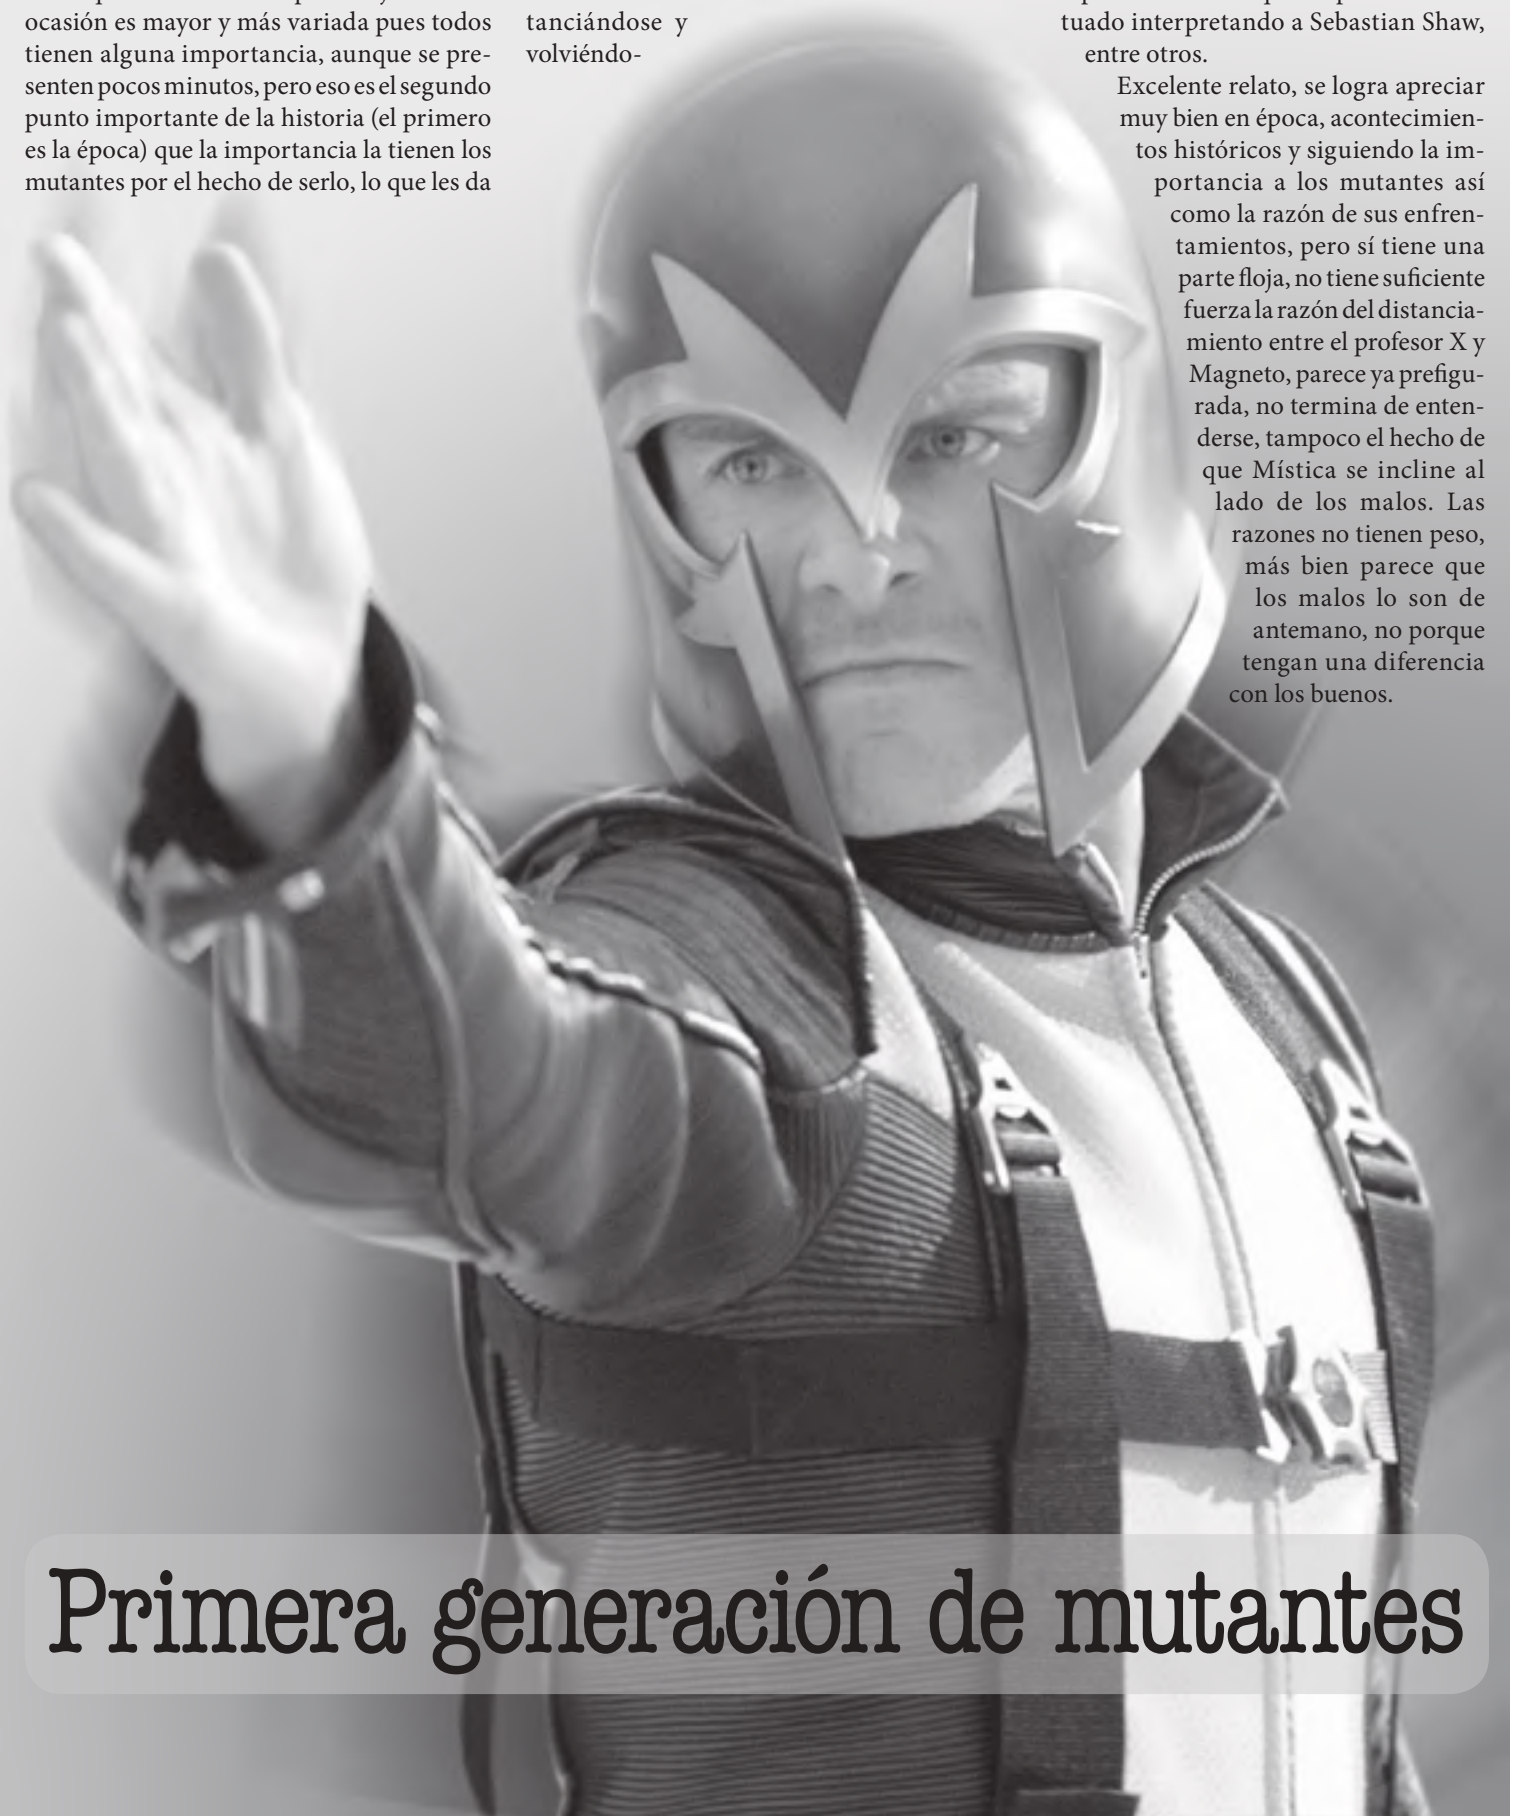 ocasión es mayor y más variada pues todos
tienen alguna importancia, aunque se pre-
senten pocos minutos, pero eso es el segundo
punto importante de la historia (el primero
es la época) que la importancia la tienen los
mutantes por el hecho de serlo, lo que les da
tanciándose y
volviéndo-
tuado interpretando a Sebastian Shaw,
entre otros.
Excelente relato, se logra apreciar
muy bien en época, acontecimien-
tos históricos y siguiendo la im-
portancia a los mutantes así
como la razón de sus enfren-
tamientos, pero sí tiene una
parte floja, no tiene suficiente
fuerza la razón del distancia-
miento entre el profesor X y
Magneto, parece ya prefigu-
rada, no termina de enten-
derse, tampoco el hecho de
que Mística se incline al
lado de los malos. Las
razones no tienen peso,
más bien parece que
los malos lo son de
antemano, no porque
tengan una diferencia
con los buenos.
Primera generación de mutantes